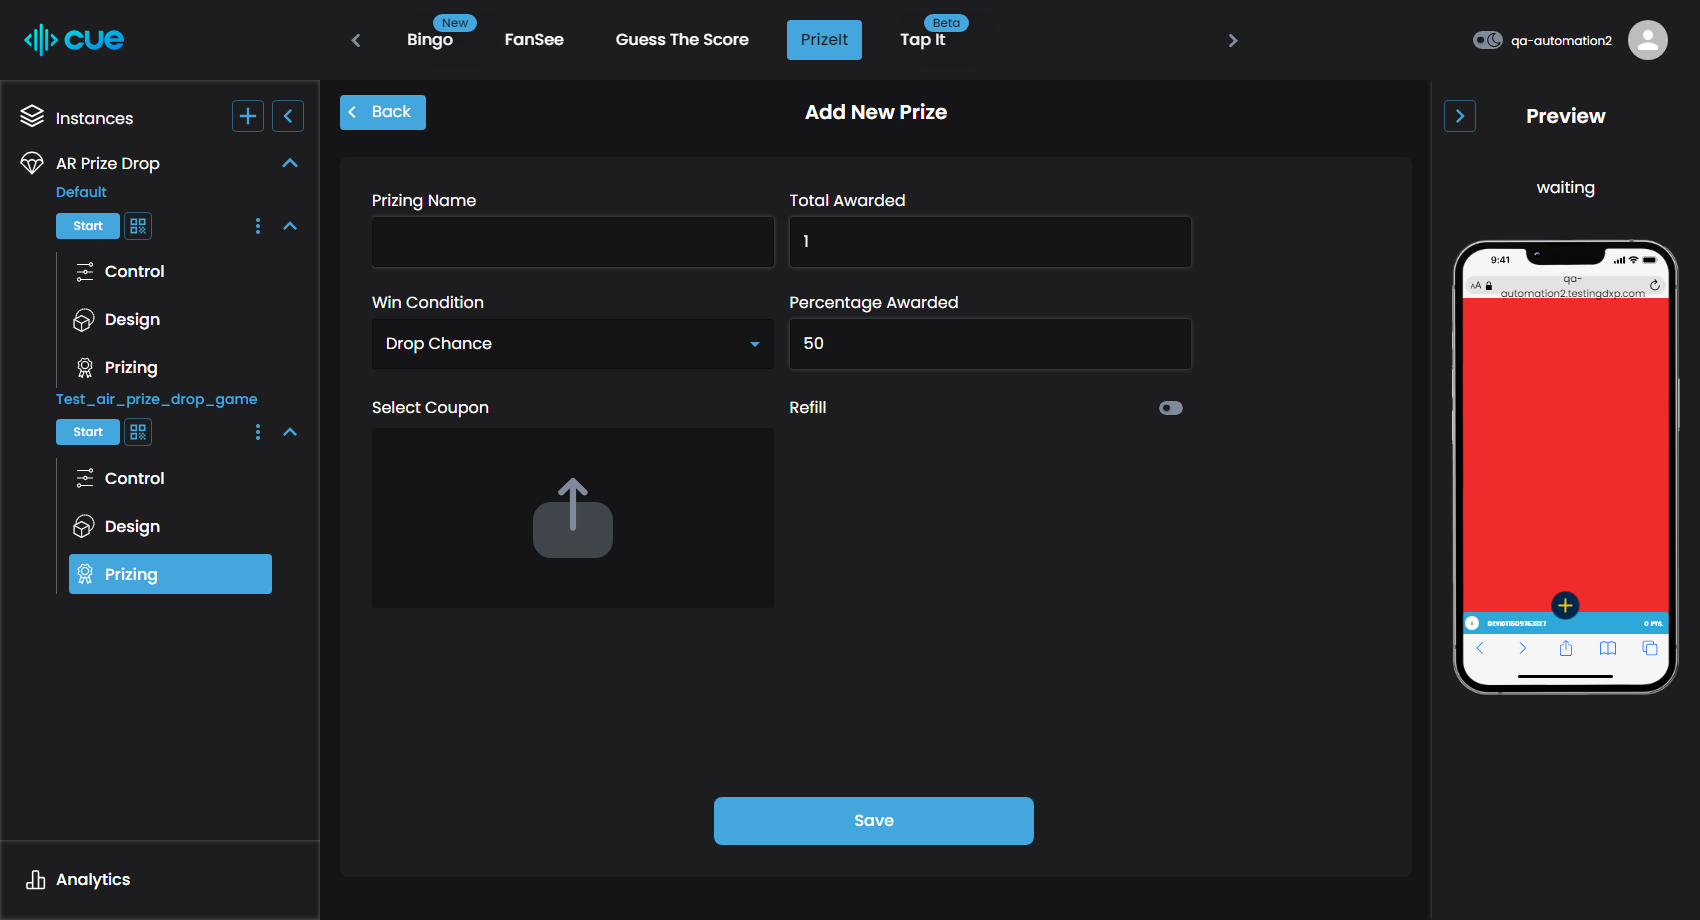 cue
New
Bingo
FanSee
Guess The Score
PrizeIt
Beta
Tap It
qa-automation2
Instances
AR Prize Drop
Default
Start
Control
Design
Prizing
Test_air_prize_drop_game
Start
Control
Design
Prizing
Analytics
Back
Add New Prize
Prizing Name
Total Awarded
1
Win Condition
Percentage Awarded
Drop Chance
50
Select Coupon
Refill
Save
Preview
waiting
9:41
AA
qa-
automation2.testingdxp.com
0 PTS.